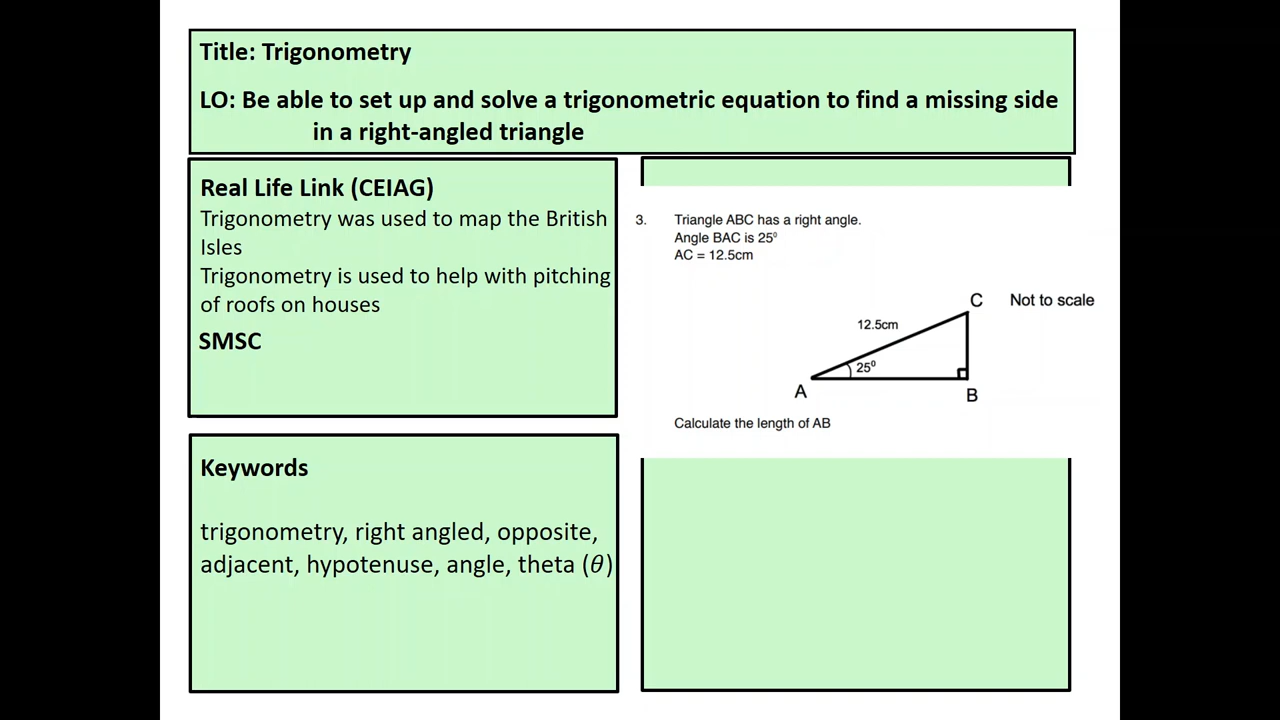 Title: Trigonometry
LO: Be able to set up and solve a trigonometric equation to find a missing side
in a right-angled triangle
Real Life Link (CEIAG)
Trigonometry was used to map the British
Isles
Trigonometry is used to help with pitching
of roofs on houses
SMSC
Keywords
trigonometry, right angled, opposite,
adjacent, hypotenuse, angle, theta (𝜃)
3. Triangle ABC has a right angle.
Angle BAC is 25⁰
AC = 12.5cm
C Not to scale
12.5cm
25⁰
A
B
Calculate the length of AB